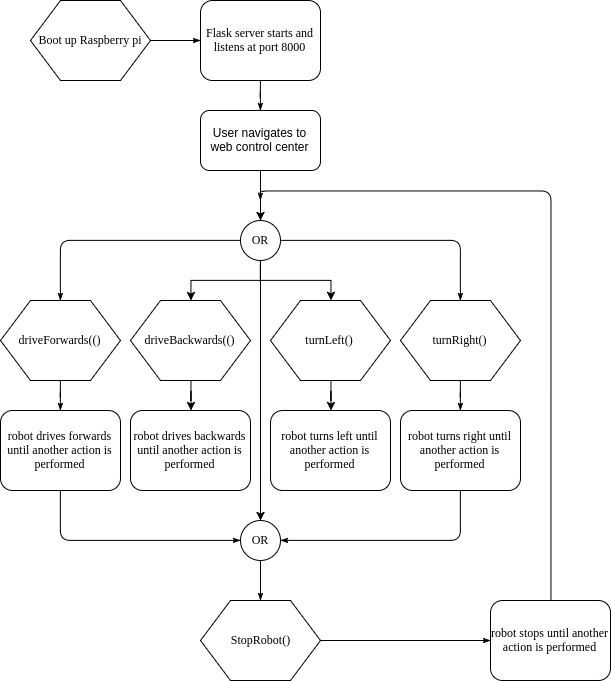 Boot up Raspberry pi
Flask server starts and
listens at port 8000
User navigates to
web control center
OR
driveForwards(()
driveBackwards(()
turnLeft()
turnRight()
robot drives forwards
until another action is
performed
robot drives backwards
until another action is
performed
robot turns left until
another action is
performed
robot turns right until
another action is
performed
OR
StopRobot()
robot stops until another
action is performed